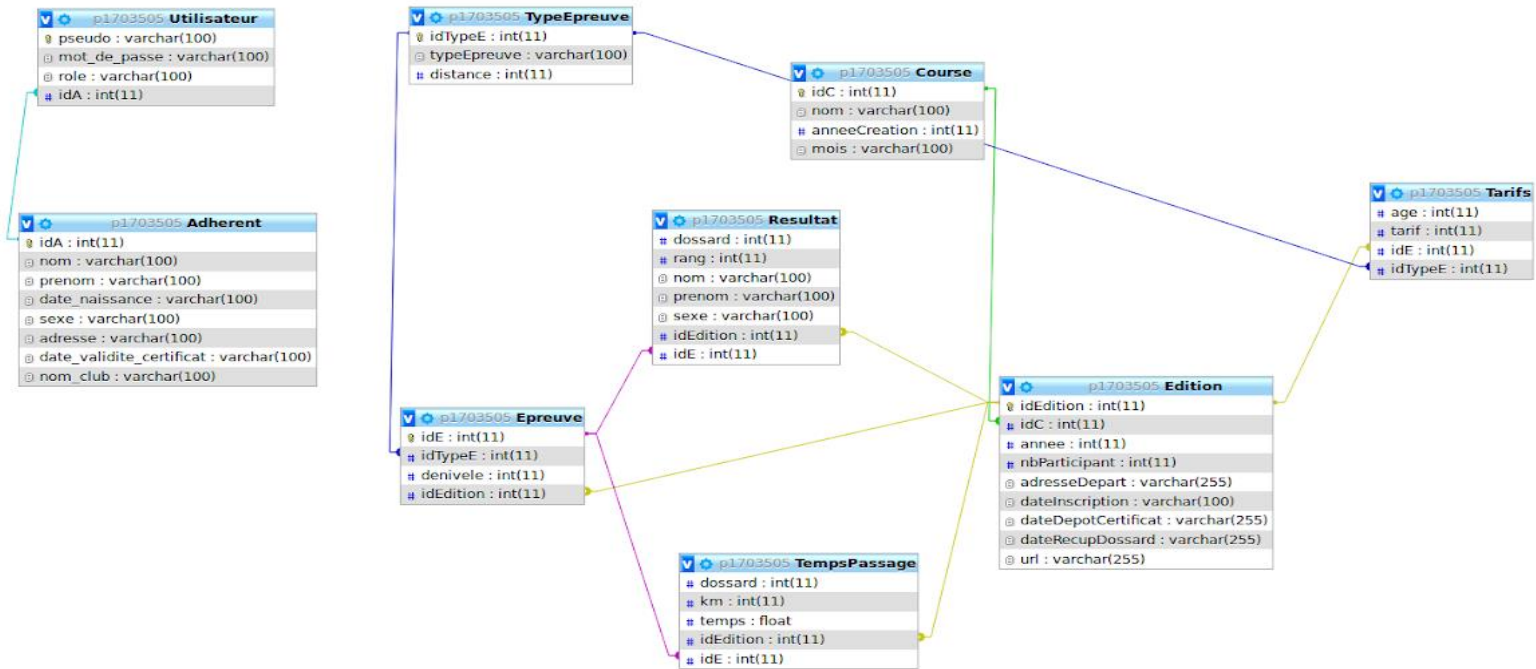 p1703505 Utilisateur
pseudo : varchar(100)
mot_de_passe : varchar(100)
role : varchar(100)
idA : int(11)
p1703505 TypeEpreuve
idTypeE : int(11)
typeEpreuve : varchar(100)
distance : int(11)
p1703505 Course
idC : int(11)
nom : varchar(100)
anneeCreation : int(11)
mois : varchar(100)
p1703505 Tarifs
age : int(11)
tarif : int(11)
idE : int(11)
idTypeE : int(11)
p1703505 Adherent
idA : int(11)
nom : varchar(100)
prenom : varchar(100)
date_naissance : varchar(100)
sexe : varchar(100)
adresse : varchar(100)
date_validite_certificat : varchar(100)
nom_club : varchar(100)
p1703505 Resultat
dossard : int(11)
rang : int(11)
nom : varchar(100)
prenom : varchar(100)
sexe : varchar(100)
idEdition : int(11)
idE : int(11)
p1703505 Epreuve
idE : int(11)
idTypeE : int(11)
denivele : int(11)
idEdition : int(11)
p1703505 Edition
idEdition : int(11)
idC : int(11)
annee : int(11)
nbParticipant : int(11)
adresseDepart : varchar(255)
dateInscription : varchar(100)
dateDepotCertificat : varchar(255)
dateRecupDossard : varchar(255)
url : varchar(255)
p1703505 TempsPassage
dossard : int(11)
km : int(11)
temps : float
idEdition : int(11)
idE : int(11)